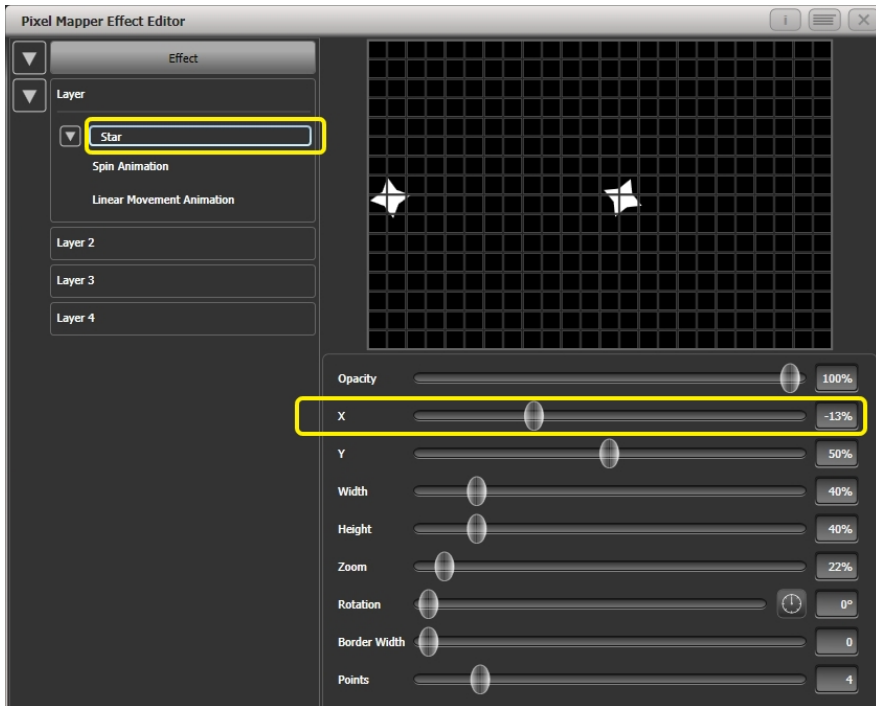 Pixel Mapper Effect Editor
Effect
Layer
Star
Spin Animation
Linear Movement Animation
Layer 2
Layer 3
Layer 4
Opacity 100%
X -13%
Y 50%
Width 40%
Height 40%
Zoom 22%
Rotation 0°
Border Width 0
Points 4